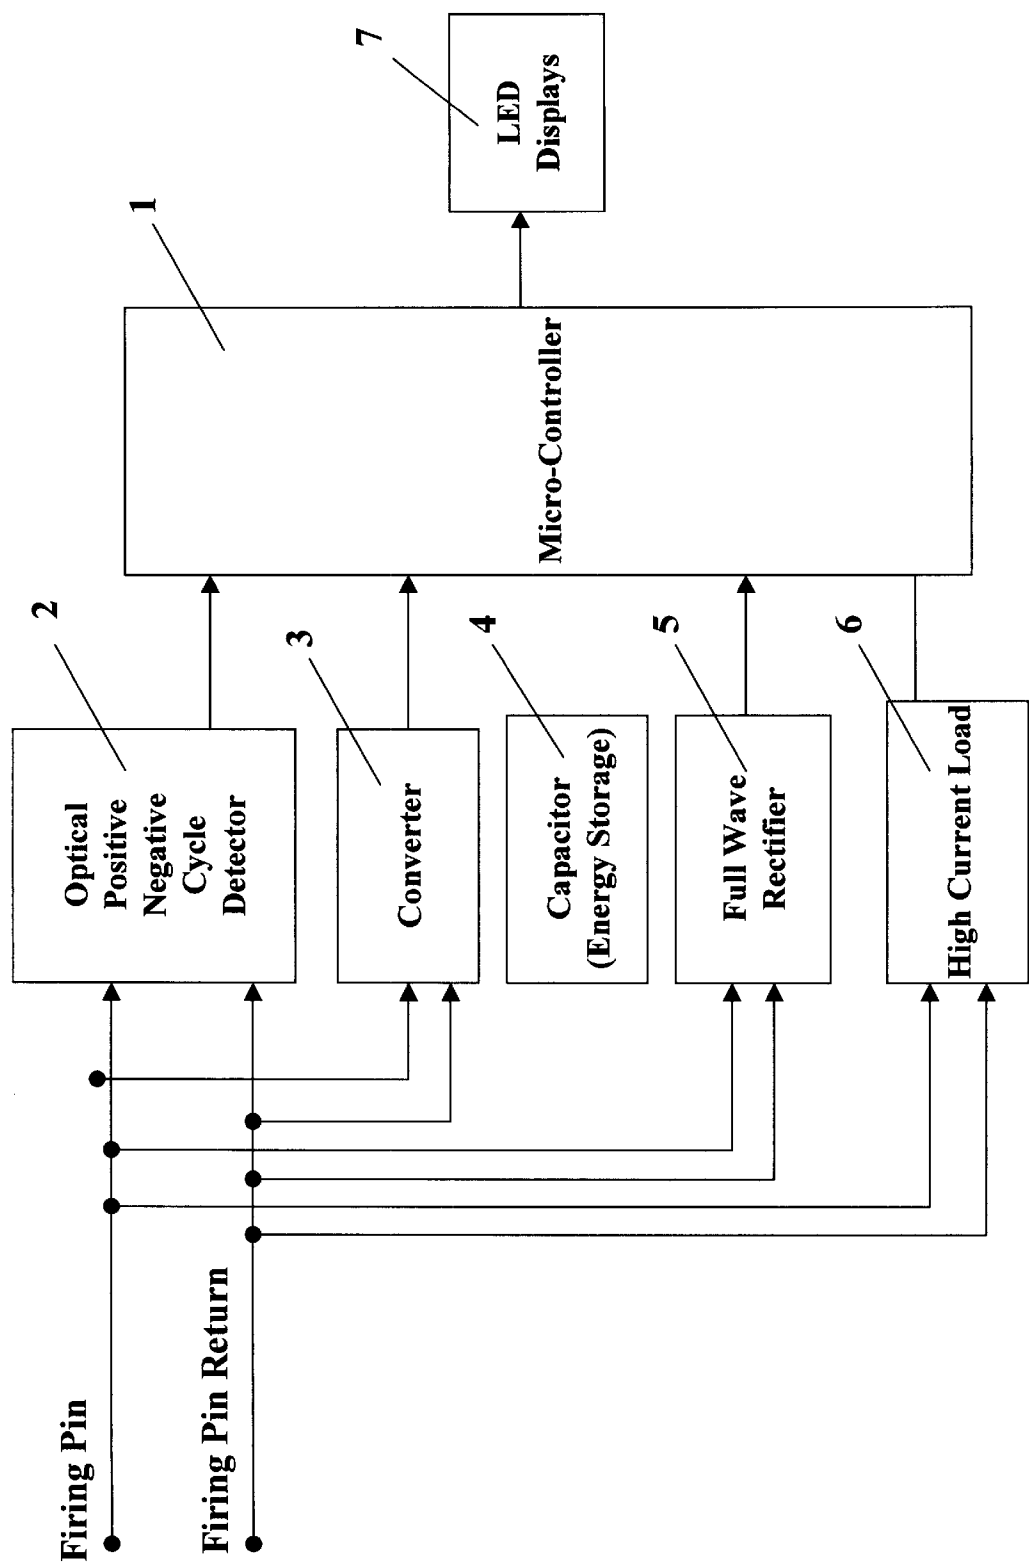 Firing Pin
Firing Pin Return
Optical
Positive
Negative
Cycle
Detector
2
Converter
3
Capacitor
(Energy Storage)
4
Full Wave
Rectifier
5
High Current Load
6
Micro-Controller
1
LED
Displays
7